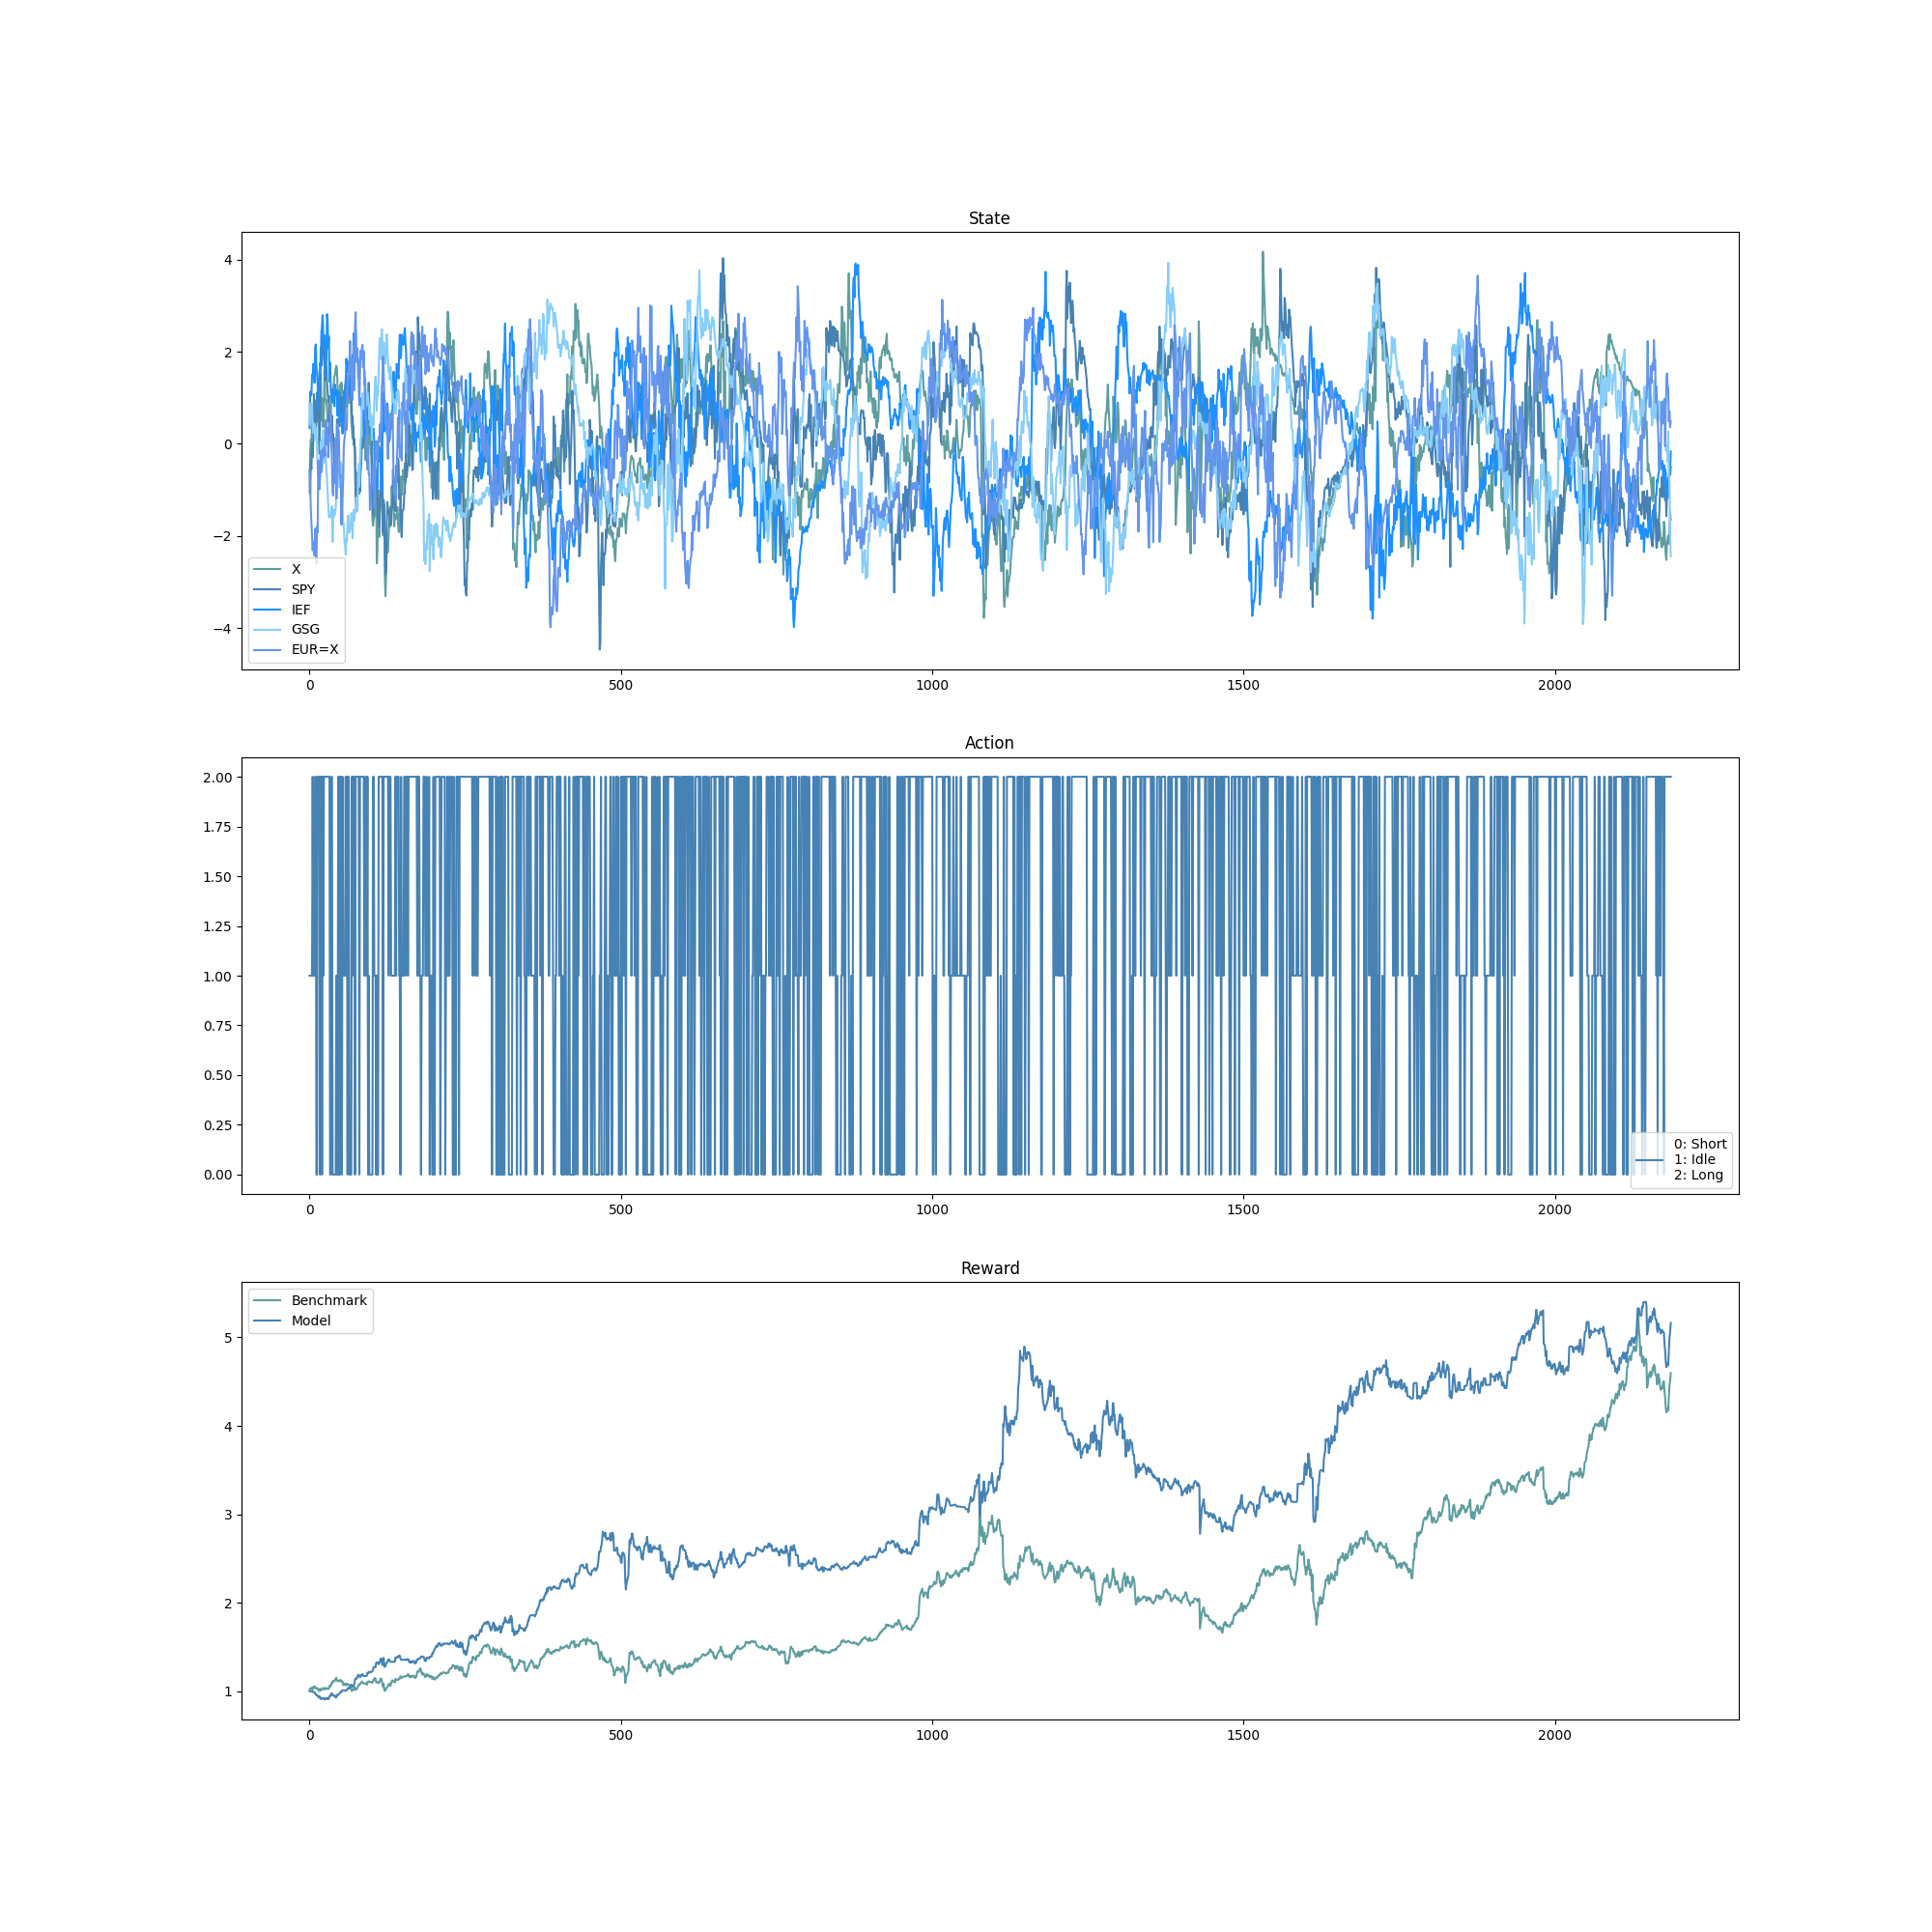 State
4
2
0
−2
−4
X
SPY
IEF
GSG
EUR=X
0 500 1000 1500 2000
Action
2.00
1.75
1.50
1.25
1.00
0.75
0.50
0.25
0.00
0: Short
1: Idle
2: Long
0 500 1000 1500 2000
Reward
Benchmark
Model
5
4
3
2
1
0 500 1000 1500 2000